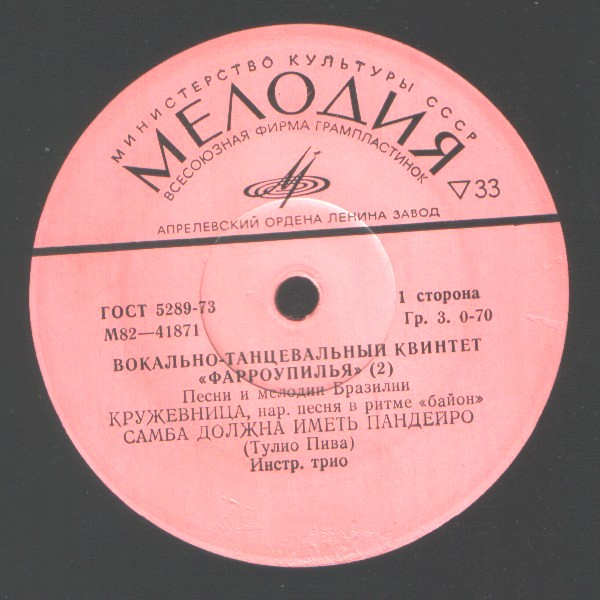 МИНИСТЕРСТВО КУЛЬТУРЫ СССР
МЕЛОДИЯ
ВСЕСОЮЗНАЯ ФИРМА ГРАМПЛАСТИНОК
33
АПРЕЛЕВСКИЙ ОРДЕНА ЛЕНИНА ЗАВОД
ГОСТ 5289-73
1 сторона
М82—41871
Гр. 3. 0-70
ВОКАЛЬНО-ТАНЦЕВАЛЬНЫЙ КВИНТЕТ
«ФАРРОУПИЛЬЯ» (2)
Песни и мелодии Бразилии
КРУЖЕВНИЦА, нар. песня в ритме «байон»
САМБА ДОЛЖНА ИМЕТЬ ПАНДЕЙРО
(Тулио Пива)
Инстр. трио